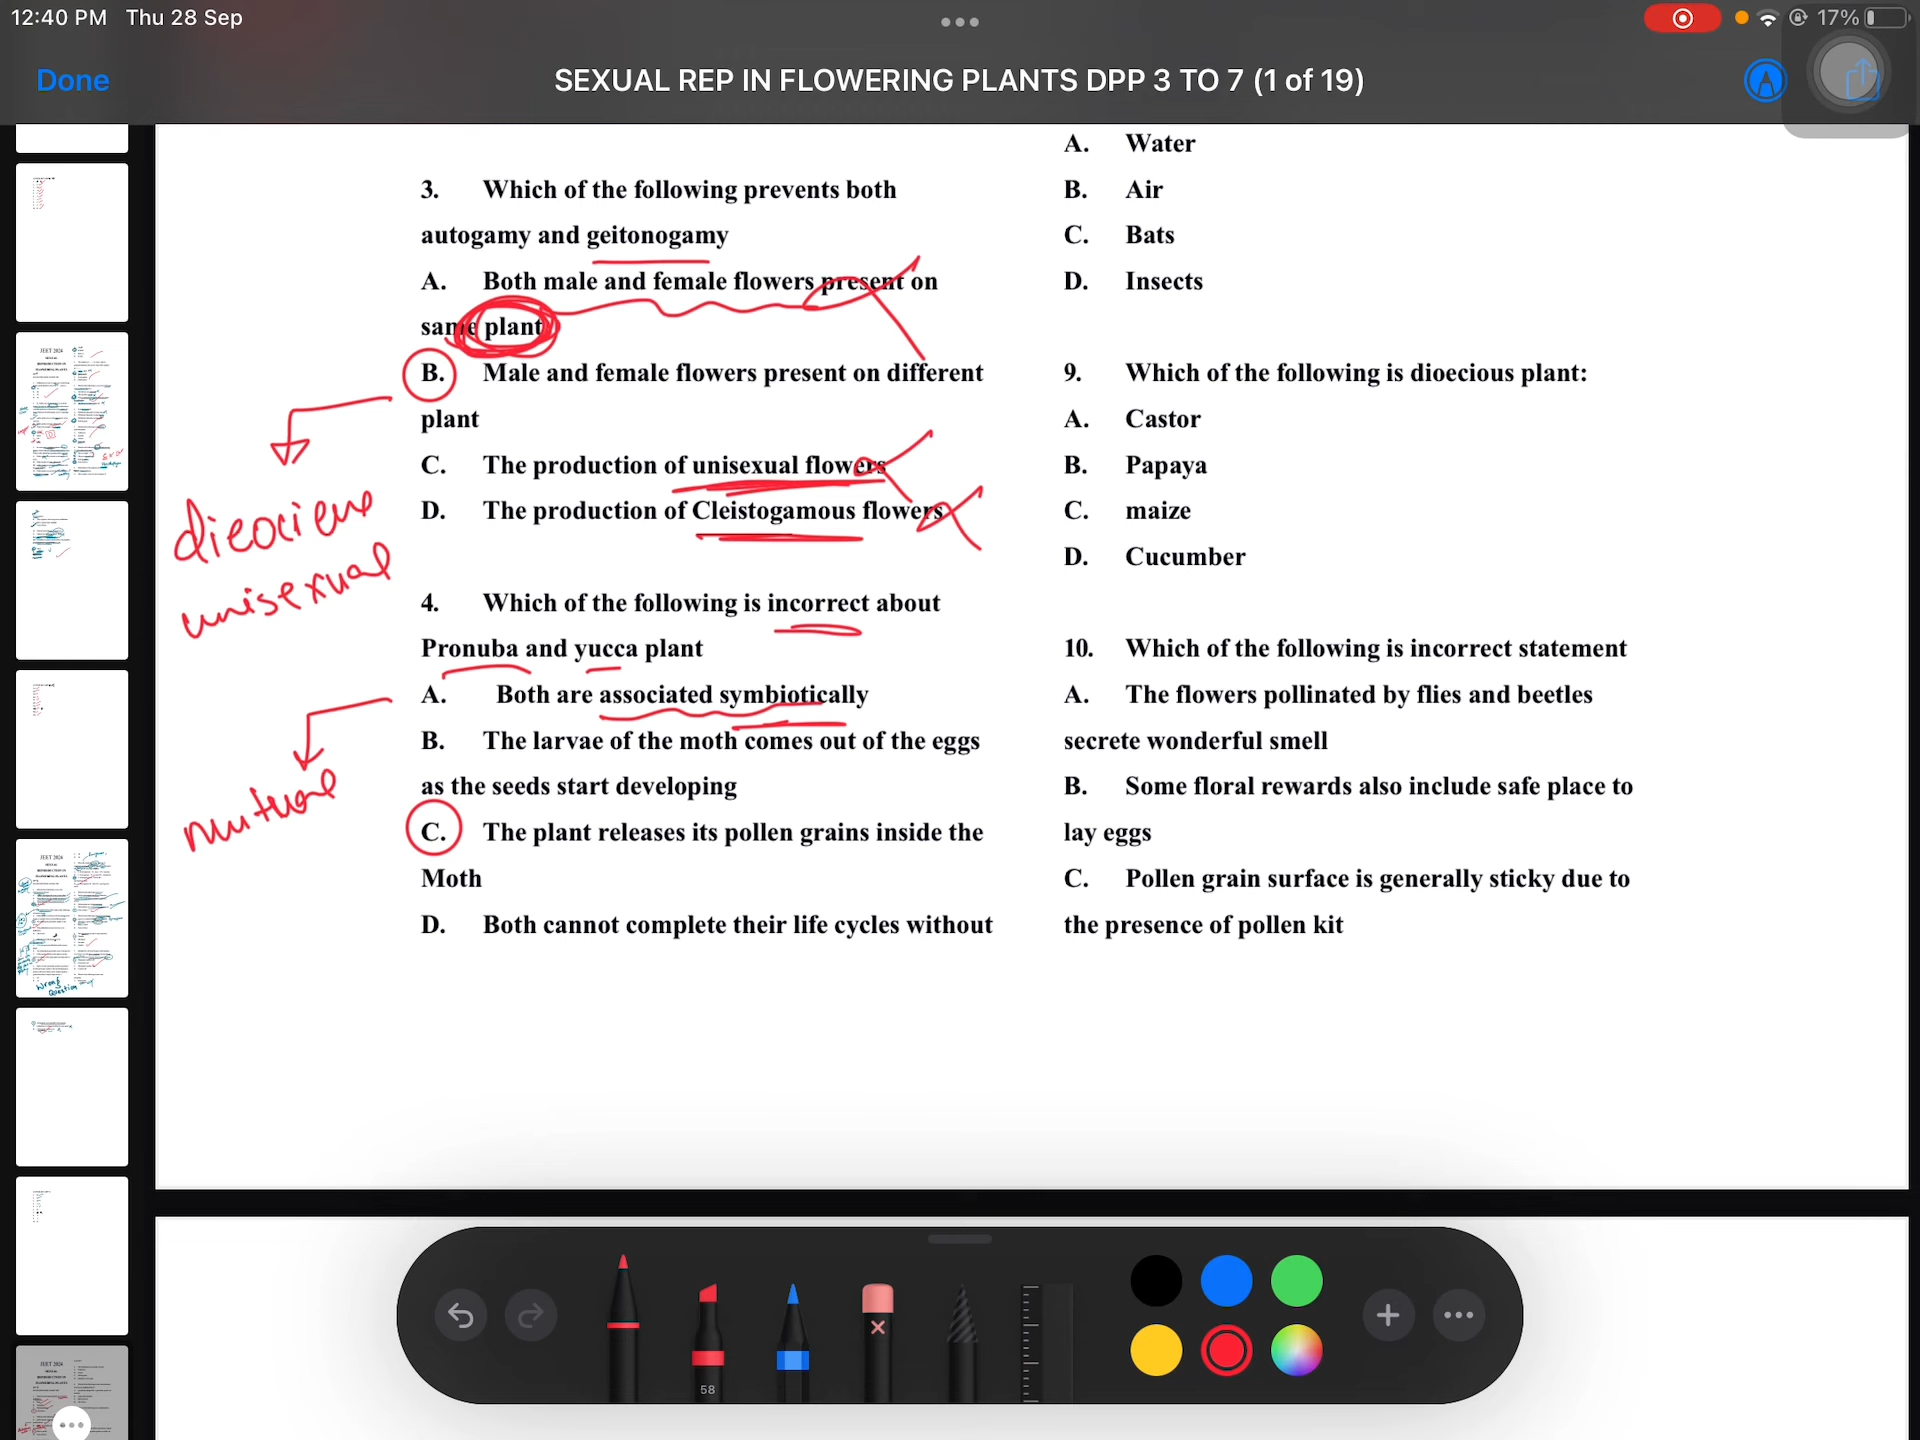 12:40 PM Thu 28 Sep
17%
Done
SEXUAL REP IN FLOWERING PLANTS DPP 3 TO 7 (1 of 19)
3. Which of the following prevents both
autogamy and geitonogamy
A. Both male and female flowers present on
same plant
B. Male and female flowers present on different
plant
C. The production of unisexual flowers
D. The production of Cleistogamous flowers
dieocieus
unisexual
4. Which of the following is incorrect about
Pronuba and yucca plant
A. Both are associated symbiotically
B. The larvae of the moth comes out of the eggs
as the seeds start developing
C. The plant releases its pollen grains inside the
Moth
D. Both cannot complete their life cycles without
mutual
A. Water
B. Air
C. Bats
D. Insects
9. Which of the following is dioecious plant:
A. Castor
B. Papaya
C. maize
D. Cucumber
10. Which of the following is incorrect statement
A. The flowers pollinated by flies and beetles
secrete wonderful smell
B. Some floral rewards also include safe place to
lay eggs
C. Pollen grain surface is generally sticky due to
the presence of pollen kit
58